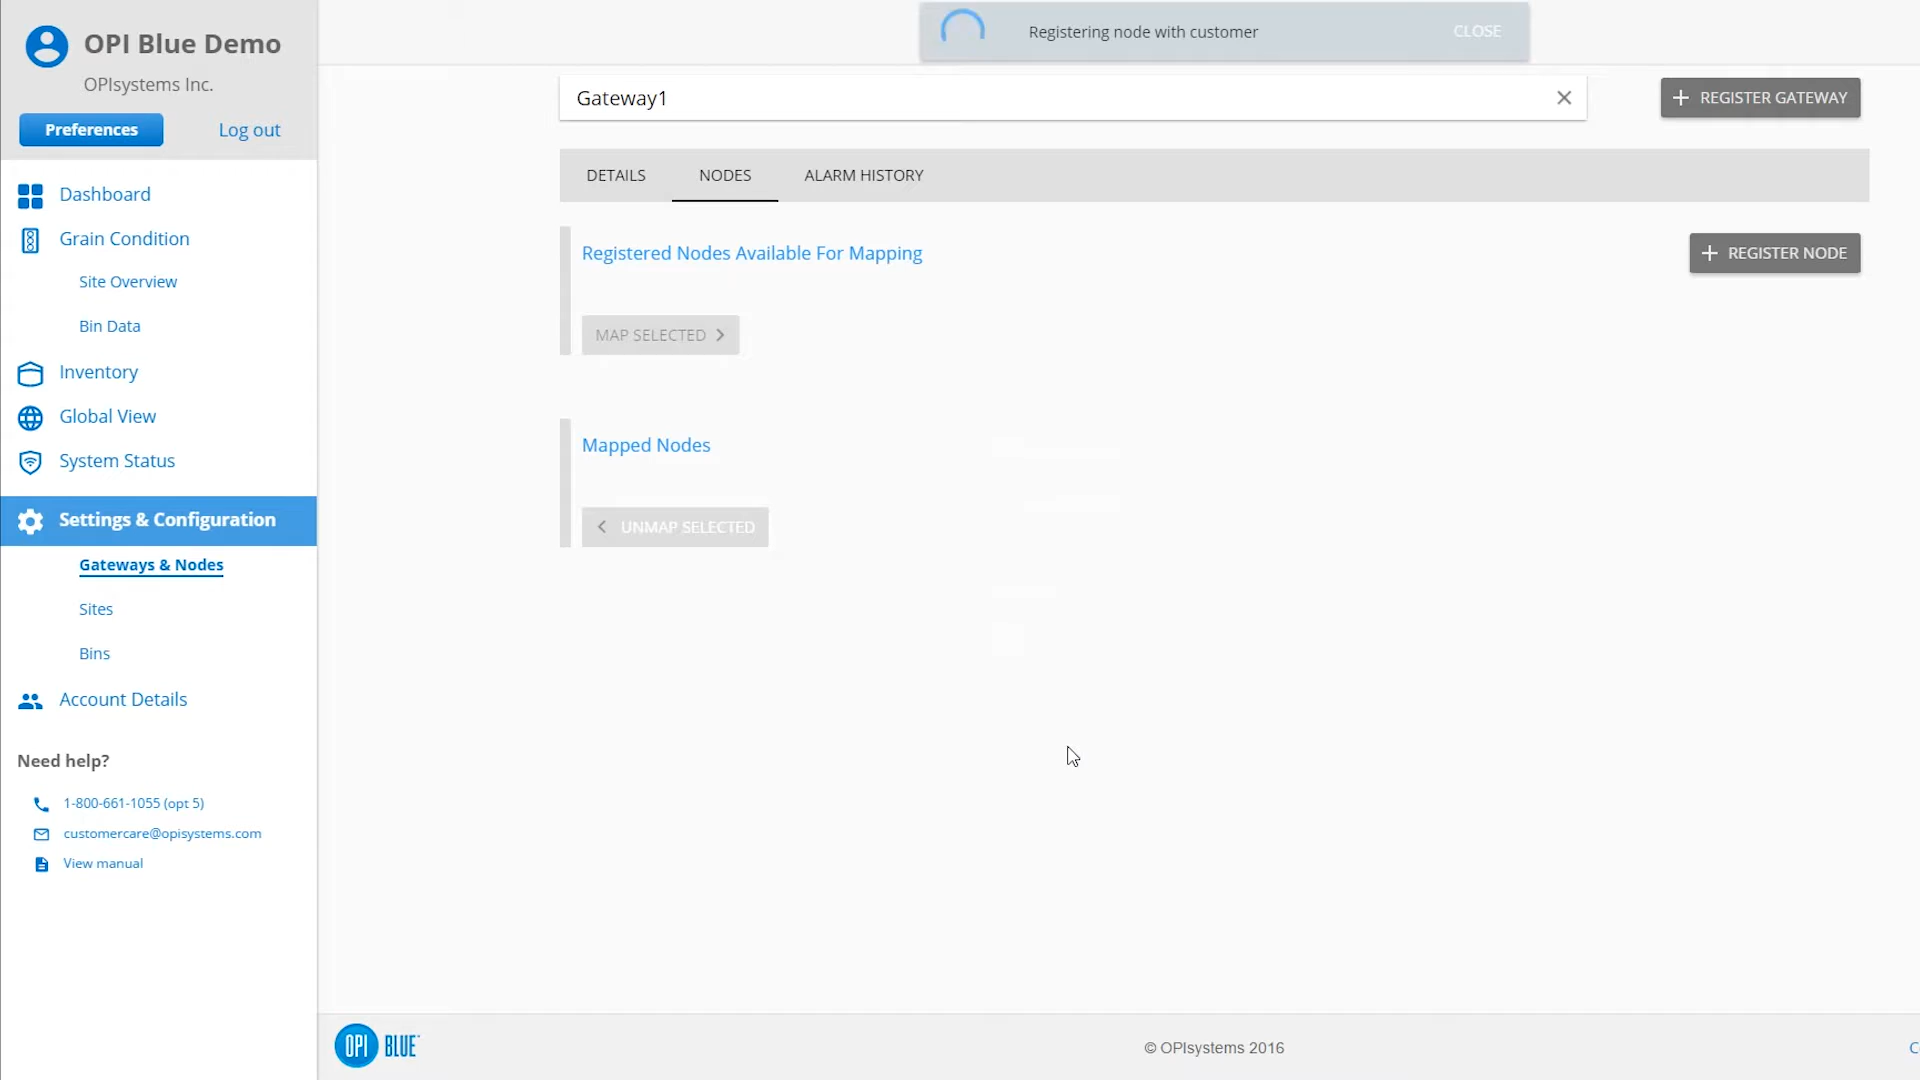 OPI Blue Demo
OPIsystems Inc.
Preferences
Log out
Dashboard
Grain Condition
Site Overview
Bin Data
Inventory
Global View
System Status
Settings & Configuration
Gateways & Nodes
Sites
Bins
Account Details
Need help?
1-800-661-1055 (opt 5)
customercare@opisystems.com
View manual
Registering node with customer
CLOSE
Gateway1
REGISTER GATEWAY
DETAILS
NODES
ALARM HISTORY
Registered Nodes Available For Mapping
REGISTER NODE
MAP SELECTED
Mapped Nodes
UNMAP SELECTED
OPI BLUE
© OPIsystems 2016